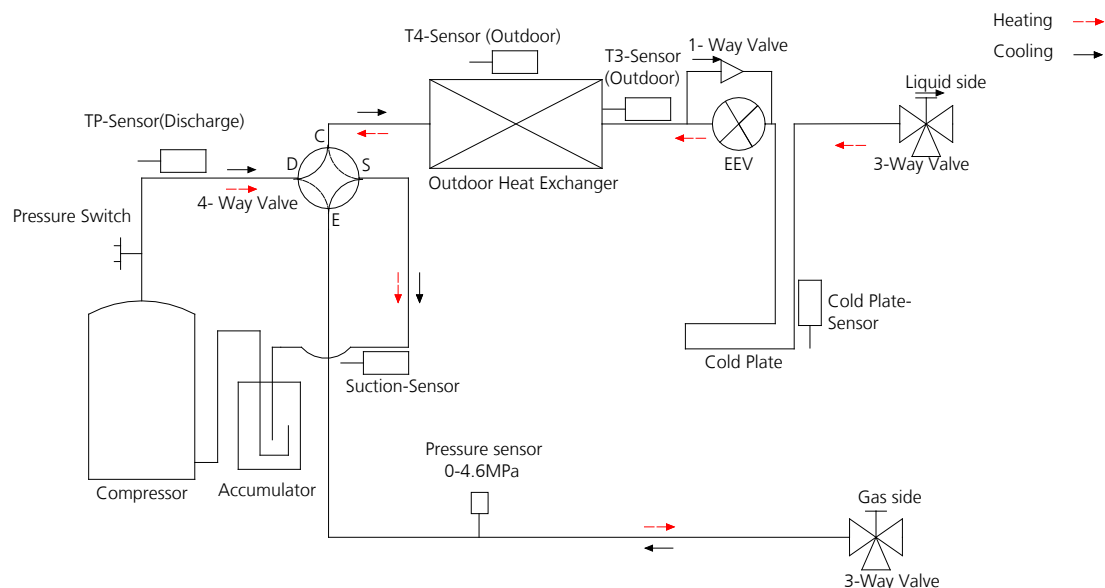 Heating
Cooling
T4-Sensor (Outdoor)
1- Way Valve
T3-Sensor
(Outdoor)
Liquid side
TP-Sensor(Discharge)
C
D
S
E
4- Way Valve
EEV
3-Way Valve
Outdoor Heat Exchanger
Pressure Switch
Cold Plate-
Sensor
Cold Plate
Suction-Sensor
Pressure sensor
0-4.6MPa
Compressor
Accumulator
Gas side
3-Way Valve